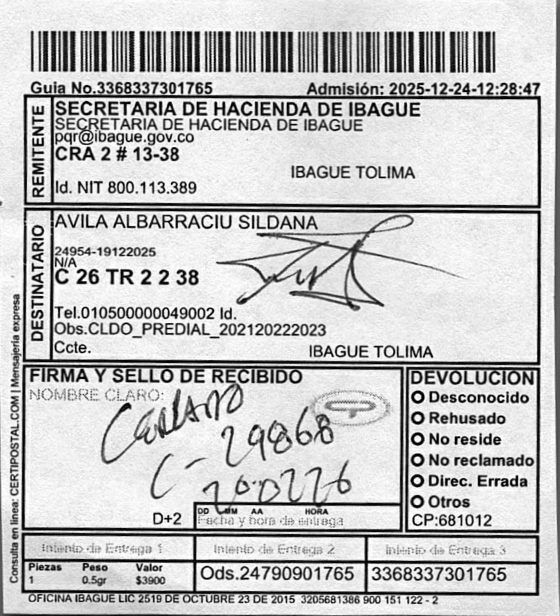 Guia No.3368337301765 Admisión: 2025-12-24-12:28:47
REMITENTE
SECRETARIA DE HACIENDA DE IBAGUE
SECRETARIA DE HACIENDA DE IBAGUE
pqr@ibague.gov.co
CRA 2 # 13-38
IBAGUE TOLIMA
Id. NIT 800.113.389
DESTINATARIO
AVILA ALBARRACIU SILDANA
24954-19122025
N/A
C 26 TR 2 2 38
Tel.010500000049002 Id.
Obs.CLDO_PREDIAL_202120222023
Ccte. IBAGUE TOLIMA
FIRMA Y SELLO DE RECIBIDO
NOMBRE CLARO:
C-29868
200226
D+2
DD MM AA HORA
Fecha y hora de entrega
DEVOLUCION
Desconocido
Rehusado
No reside
No reclamado
Direc. Errada
Otros
CP:681012
Intento de Entrega 1 Intento de Entrega 2 Intento de Entrega 3
Piezas Peso Valor
1 0.5gr $3900
Ods.24790901765 3368337301765
OFICINA IBAGUE LIC 2519 DE OCTUBRE 23 DE 2015 3205681386 900 151 122 - 2
Consulta en linea: CERTIPOSTAL.COM | Mensajería expresa